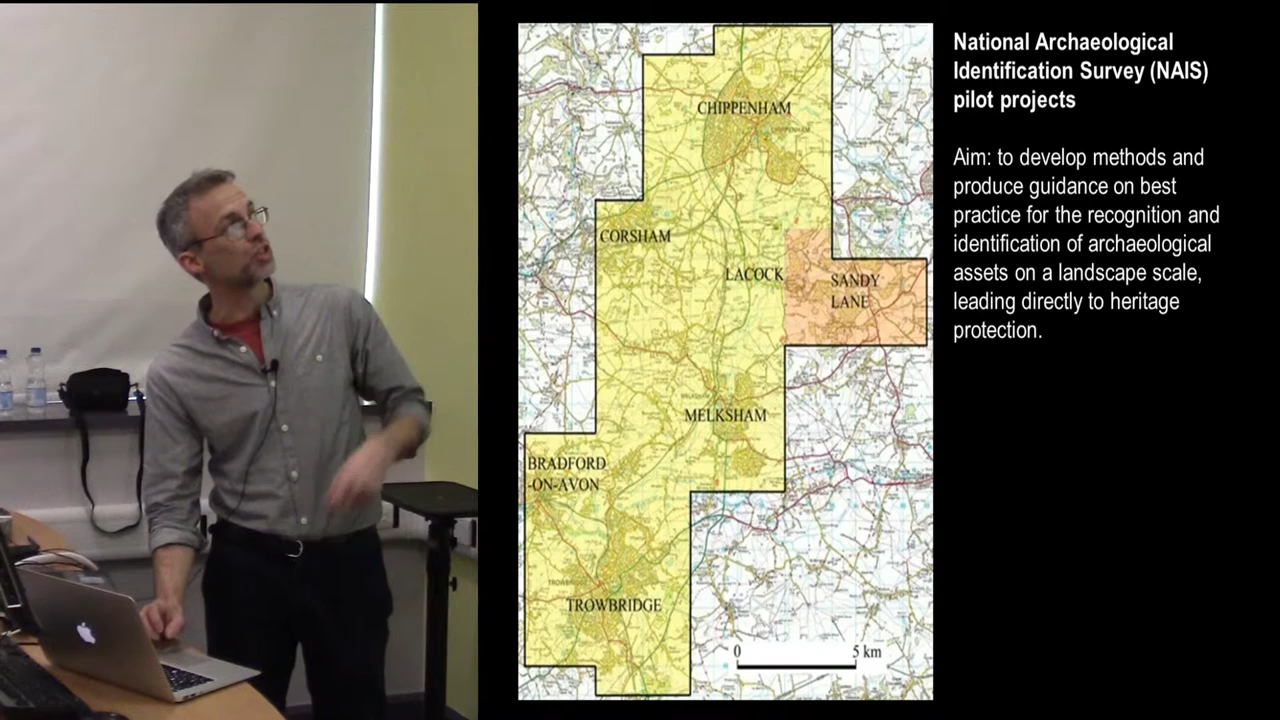 National Archaeological
Identification Survey (NAIS)
pilot projects
Aim: to develop methods and
produce guidance on best
practice for the recognition and
identification of archaeological
assets on a landscape scale,
leading directly to heritage
protection.
CHIPPENHAM
CHIPPENHAM
CORSHAM
LACOCK
SANDY
LANE
MELKSHAM
BRADFORD
-ON-AVON
TROWBRIDGE
TROWBRIDGE
0 5 km